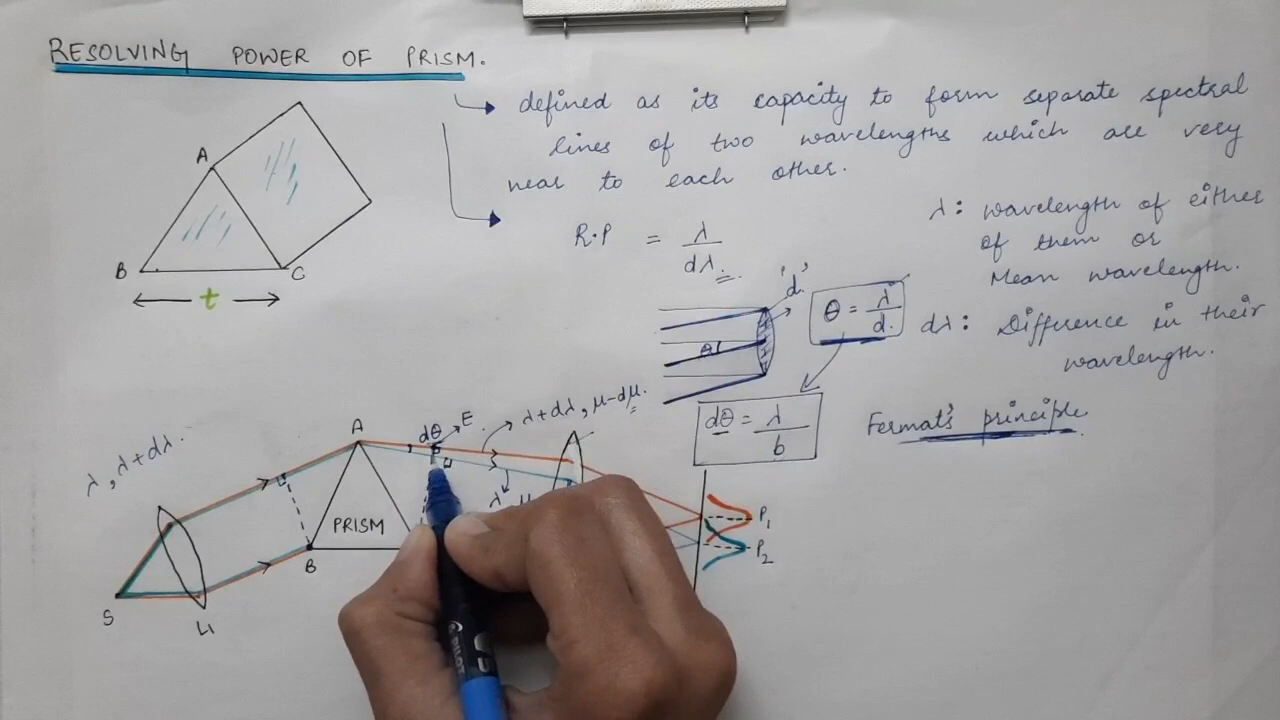 RESOLVING POWER OF PRISM.
defined as its capacity to form separate spectral
lines of two wavelengths which are very
near to each other.
R.P = λ / dλ.
λ: wavelength of either
of them or
Mean wavelength.
dλ: Difference in their
wavelength.
A
B
C
t
'd'
θ
θ = λ / d.
dθ = λ / b
Fermat's principle
λ, λ+dλ.
A
dθ
E.
λ+dλ, μ-dμ.
λ
μ
PRISM
B
S
L1
P1
P2
PILOT